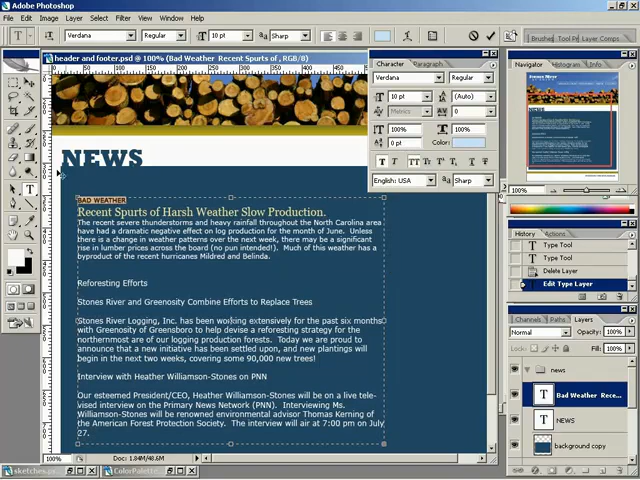 Adobe Photoshop
File Edit Image Layer Select Filter View Window Help
Verdana Regular 10 pt Sharp Brushes Tool Pr Layer Comps
header and footer.psd @ 100% (Bad Weather Recent Spurts of , RGB/8)
Character Paragraph
Verdana Regular
10 pt (Auto)
Metrics 0
100% 100%
0 pt Color:
English: USA Sharp
Navigator Histogram Info
100%
History Actions
Type Tool
Type Tool
Delete Layer
Edit Type Layer
Channels Paths Layers
Normal Opacity: 100%
Lock: Fill: 100%
news
Bad Weather Rece...
NEWS
background copy
NEWS
BAD WEATHER
Recent Spurts of Harsh Weather Slow Production.
The recent severe thunderstorms and heavy rainfall throughout the North Carolina area
have had a dramatic negative effect on log production for the month of June. Unless
there is a change in weather patterns over the next week, there may be a significant
rise in lumber prices across the board (no pun intended!). Much of this weather has a
byproduct of the recent hurricanes Mildred and Belinda.
Reforesting Efforts
Stones River and Greenosity Combine Efforts to Replace Trees
Stones River Logging, Inc. has been working extensively for the past six months
with Greenosity of Greensboro to help devise a reforesting strategy for the
northernmost are of our logging production forests. Today we are proud to
announce that a new initiative has been settled upon, and new plantings will
begin in the next two weeks, covering some 90,000 new trees!
Interview with Heather Williamson-Stones on PNN
Our esteemed President/CEO, Heather Williamson-Stones will be on a live tele-
vised interview on the Primary News Network (PNN). Interviewing Ms.
Williamson-Stones will be renowned environmental advisor Thomas Kerning of
the American Forest Protection Society. The interview will air at 7:00 pm on July
27.
100% Doc: 1.84M/48.6M
sketches.ps... ColorPalette...